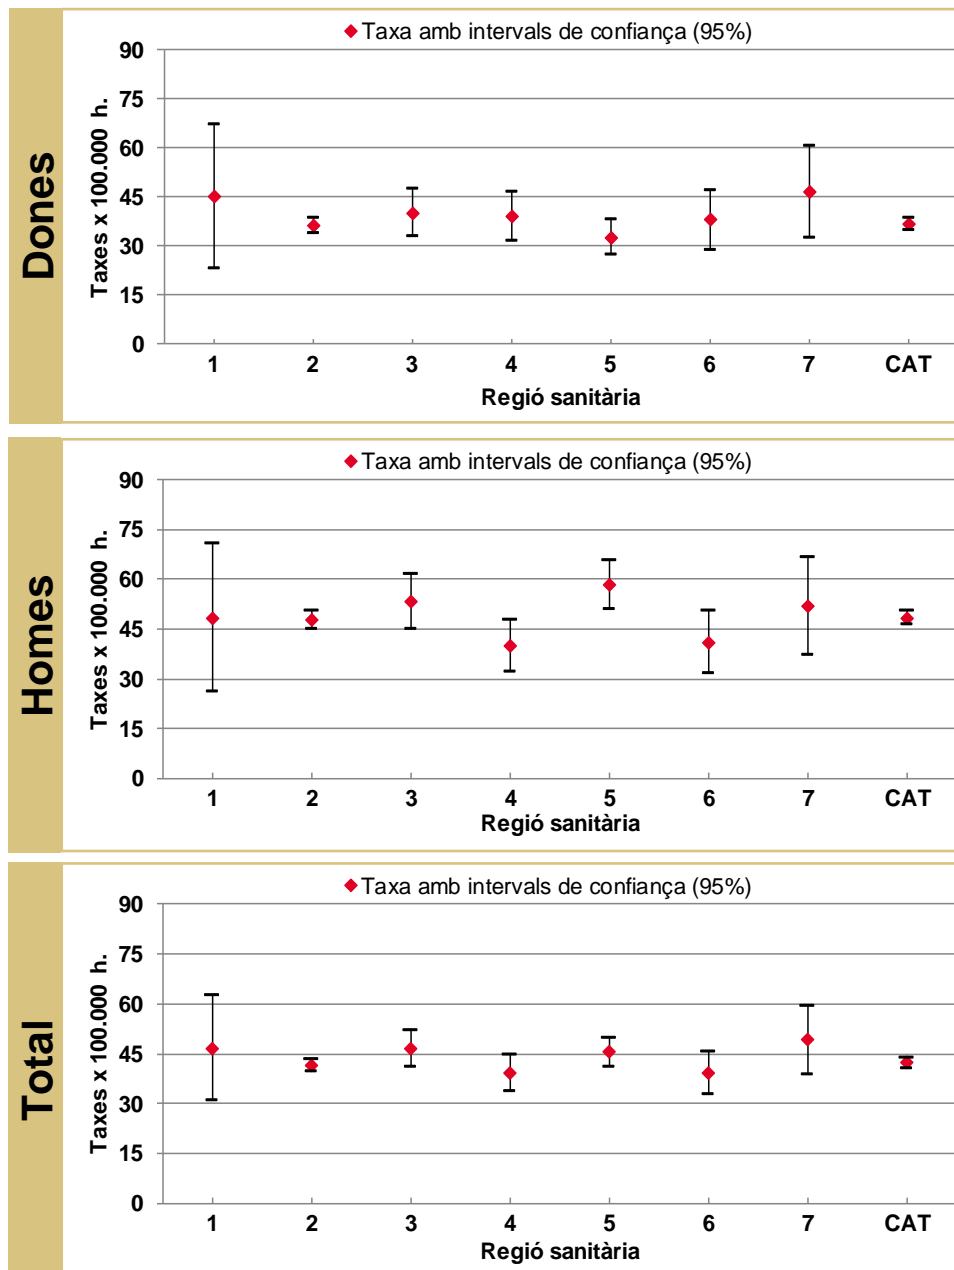 Dones
Taxa amb intervals de confiança (95%)
Taxes x 100.000 h.
90
75
60
45
30
15
0
1 2 3 4 5 6 7 CAT
Regió sanitària
Homes
Taxa amb intervals de confiança (95%)
Taxes x 100.000 h.
90
75
60
45
30
15
0
1 2 3 4 5 6 7 CAT
Regió sanitària
Total
Taxa amb intervals de confiança (95%)
Taxes x 100.000 h.
90
75
60
45
30
15
0
1 2 3 4 5 6 7 CAT
Regió sanitària